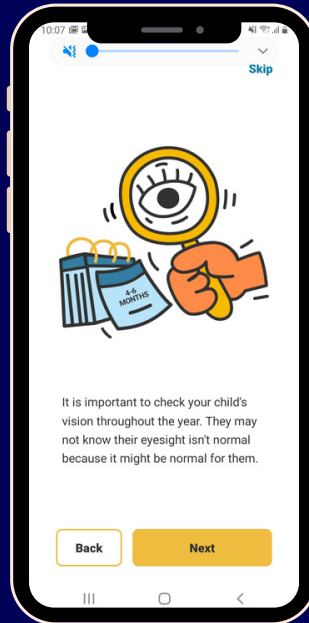 10:07
Skip
4-6
MONTHS
It is important to check your child's
vision throughout the year. They may
not know their eyesight isn't normal
because it might be normal for them.
Back
Next